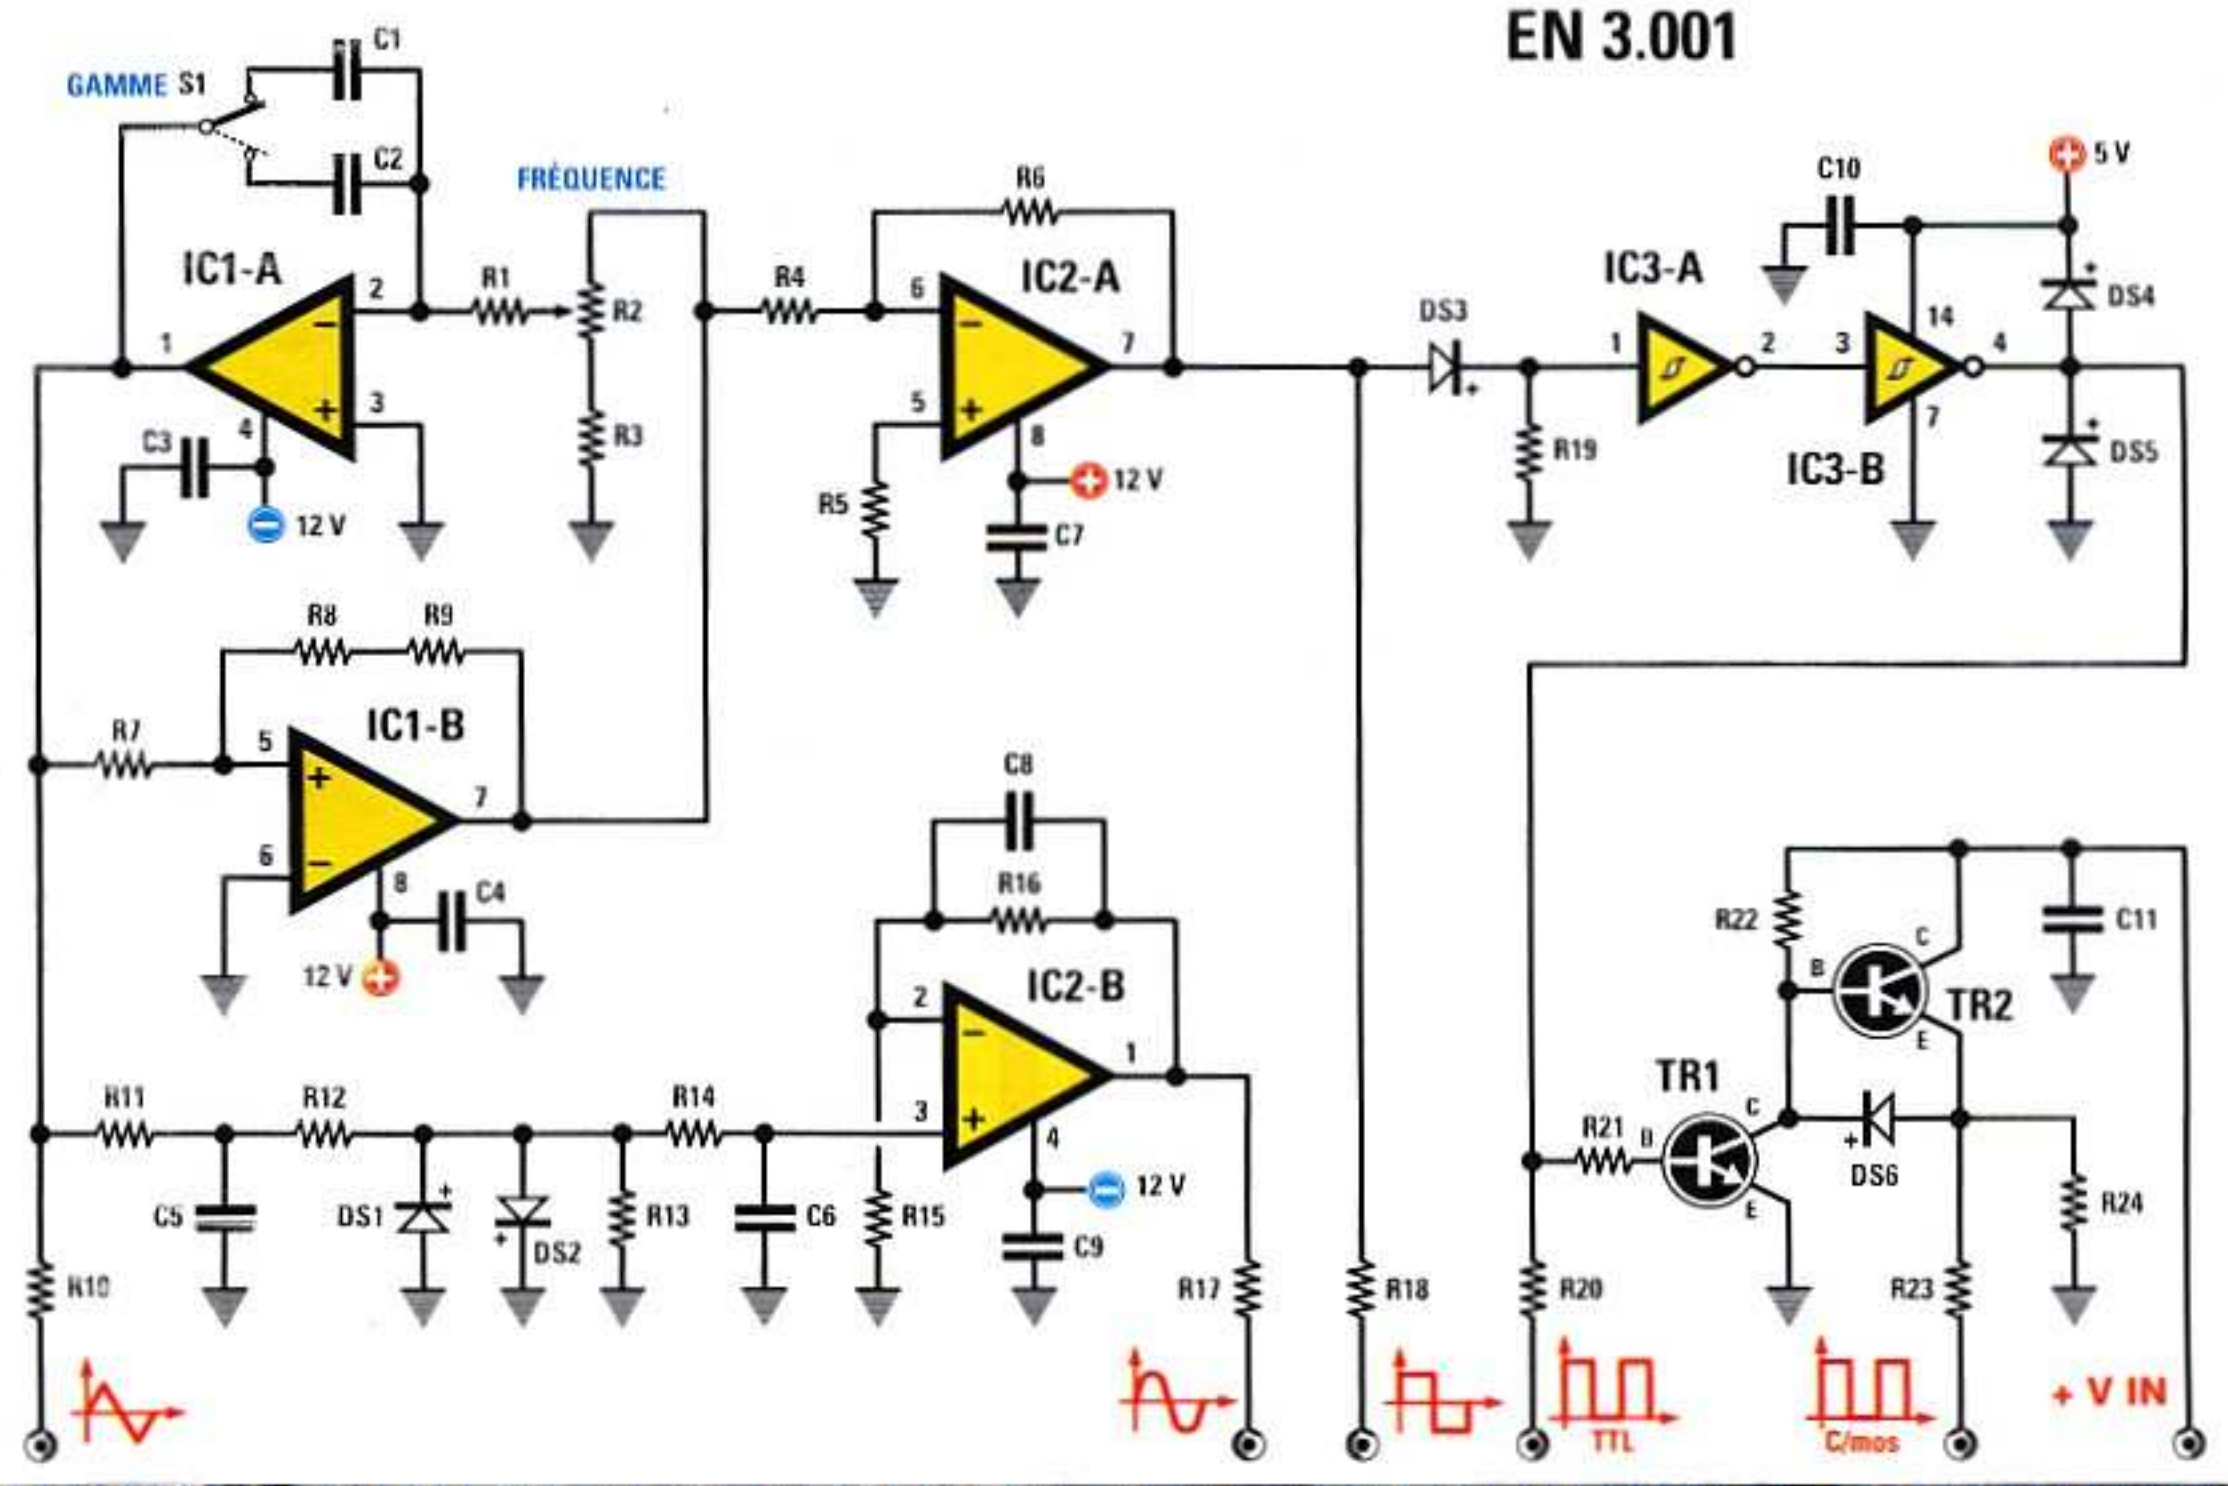 EN 3.001
C1
GAMME S1
C2
FRÉQUENCE
R6
C10
5 V
IC1-A
R1
R4
IC2-A
IC3-A
2
R2
6
DS3
14
DS4
1
7
1
2
3
4
3
5
7
C3
4
R3
8
R19
IC3-B
DS5
12 V
R5
12 V
C7
R8
R9
R7
5
IC1-B
C8
7
6
8
C4
R16
R22
C
C11
12 V
IC2-B
B
TR2
2
E
1
TR1
R11
R12
R14
3
C
4
R21
B
DS6
C5
DS1
DS2
R13
C6
R15
12 V
E
R24
C9
R10
R17
R18
R20
R23
TTL
C/mos
+ V IN